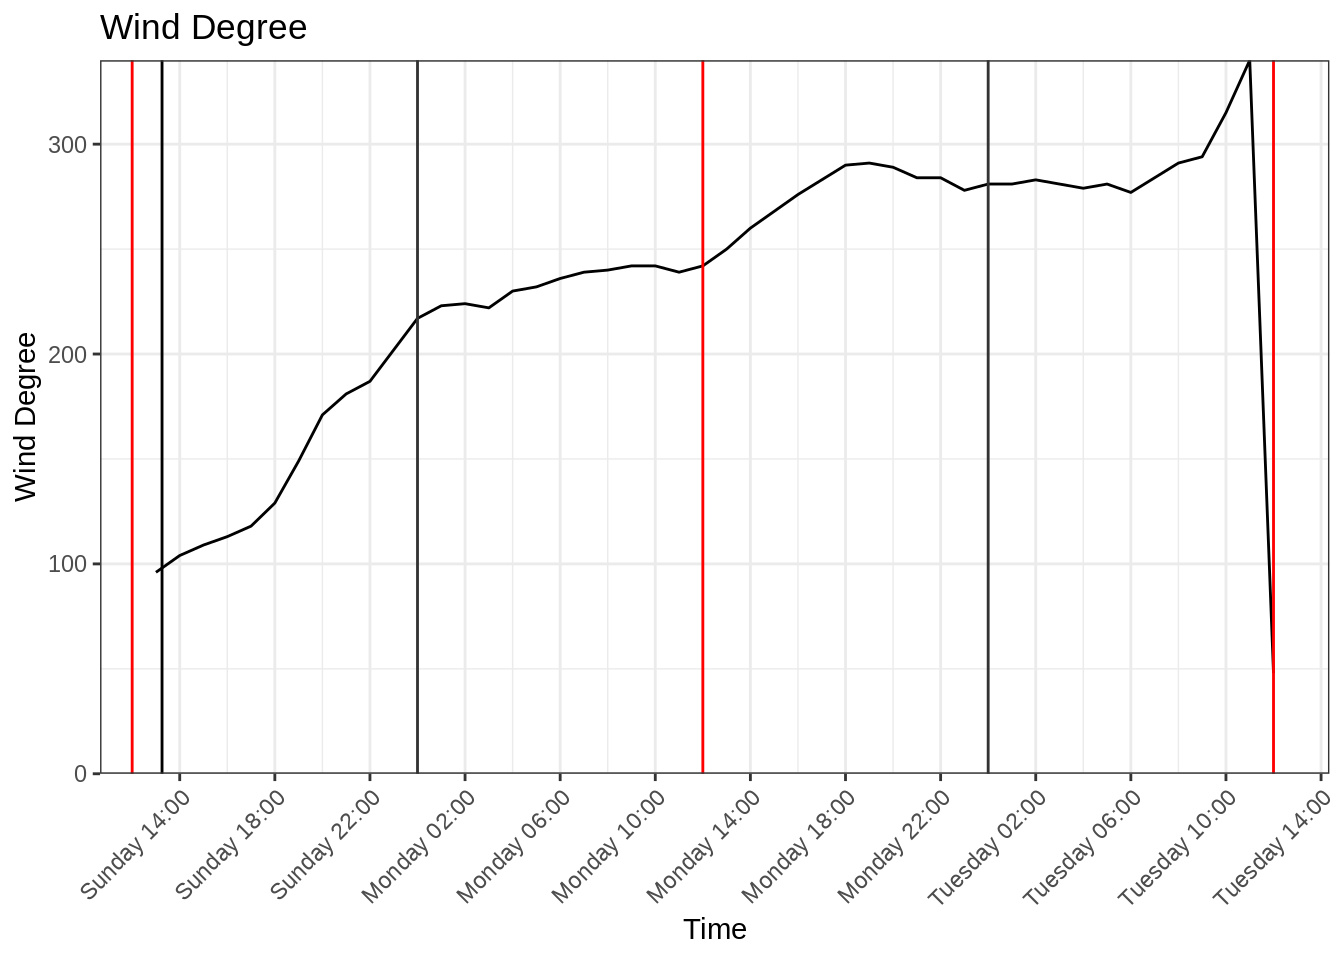 Wind Degree
Wind Degree
300
200
100
0
Sunday 14:00
Sunday 18:00
Sunday 22:00
Monday 02:00
Monday 06:00
Monday 10:00
Monday 14:00
Monday 18:00
Monday 22:00
Tuesday 02:00
Tuesday 06:00
Tuesday 10:00
Tuesday 14:00
Time